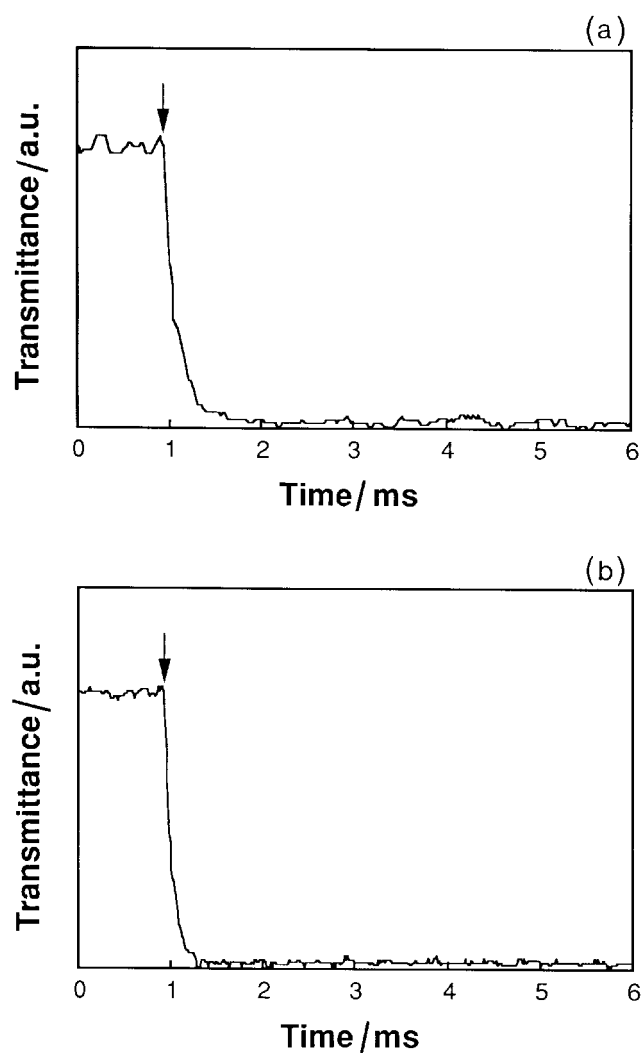 (a)
Transmittance/a.u.
0 1 2 3 4 5 6
Time/ms
(b)
Transmittance/a.u.
0 1 2 3 4 5 6
Time/ms